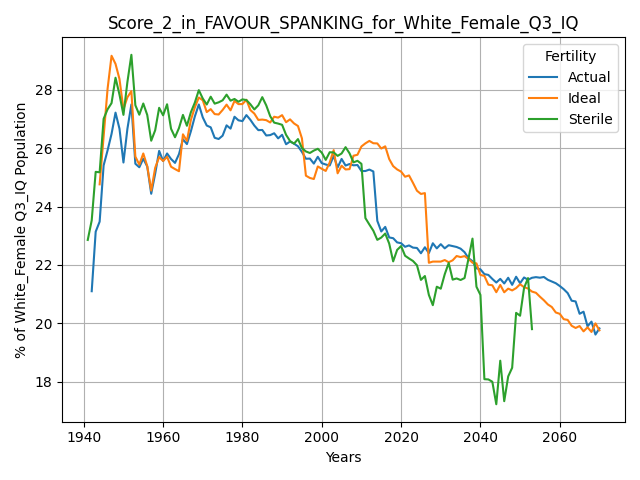 Score_2_in_FAVOUR_SPANKING_for_White_Female_Q3_IQ
Fertility
Actual
Ideal
Sterile
% of White_Female Q3_IQ Population
28
26
24
22
20
18
1940 1960 1980 2000 2020 2040 2060
Years